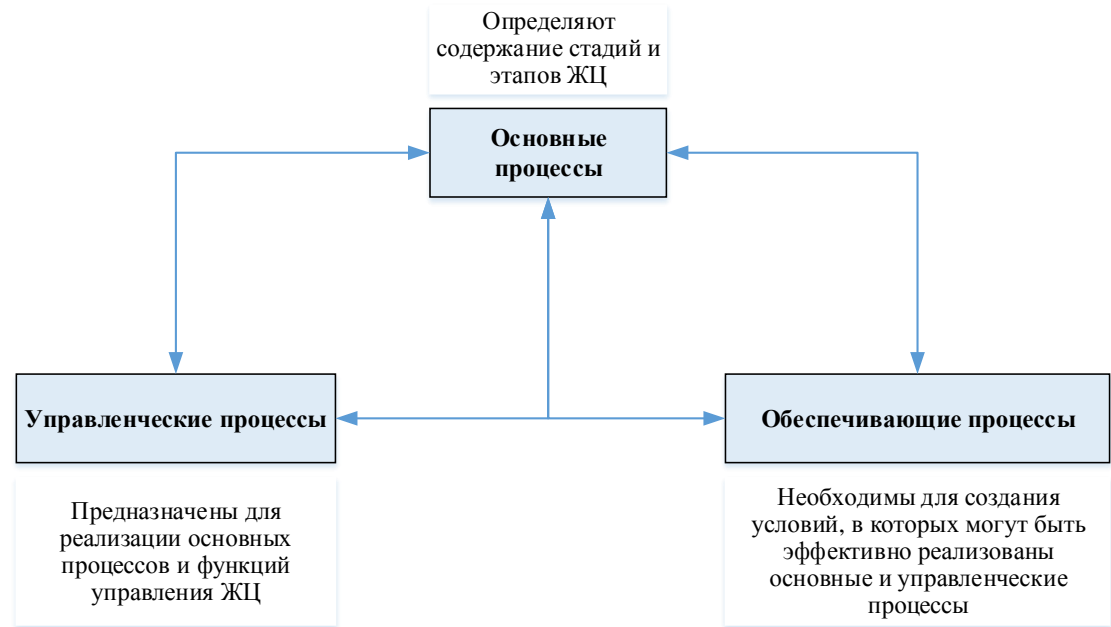 Определяют
содержание стадий и
этапов ЖЦ
Основные
процессы
Управленческие процессы
Обеспечивающие процессы
Предназначены для
реализации основных
процессов и функций
управления ЖЦ
Необходимы для создания
условий, в которых могут быть
эффективно реализованы
основные и управленческие
процессы